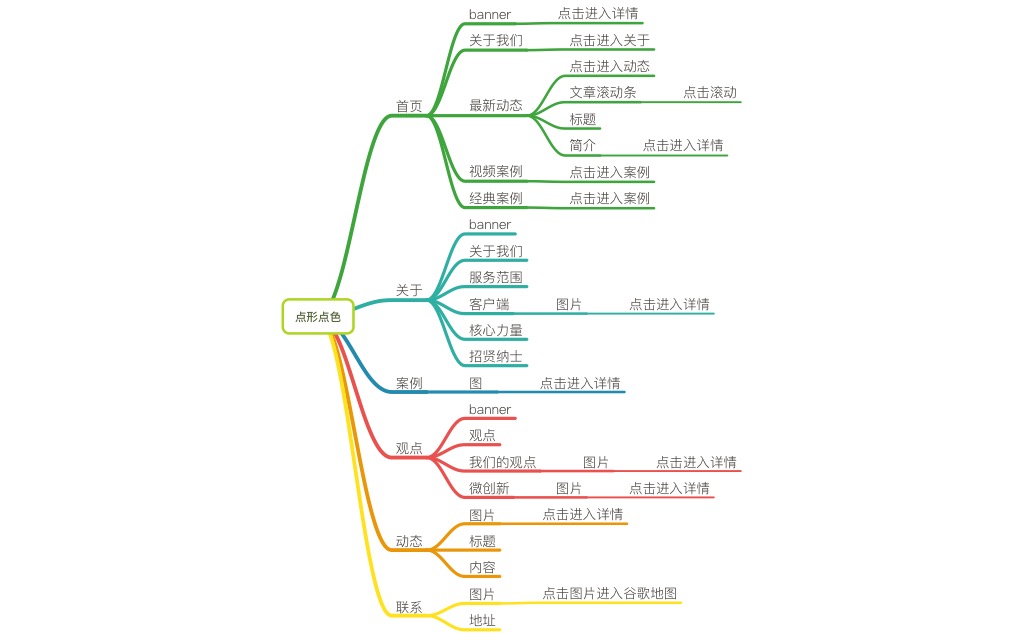 点形点色
首页
banner
点击进入详情
关于我们
点击进入关于
最新动态
点击进入动态
文章滚动条
点击滚动
标题
简介
点击进入详情
视频案例
点击进入案例
经典案例
点击进入案例
关于
banner
关于我们
服务范围
客户端
图片
点击进入详情
核心力量
招贤纳士
案例
图
点击进入详情
观点
banner
观点
我们的观点
图片
点击进入详情
微创新
图片
点击进入详情
动态
图片
点击进入详情
标题
内容
联系
图片
点击图片进入谷歌地图
地址